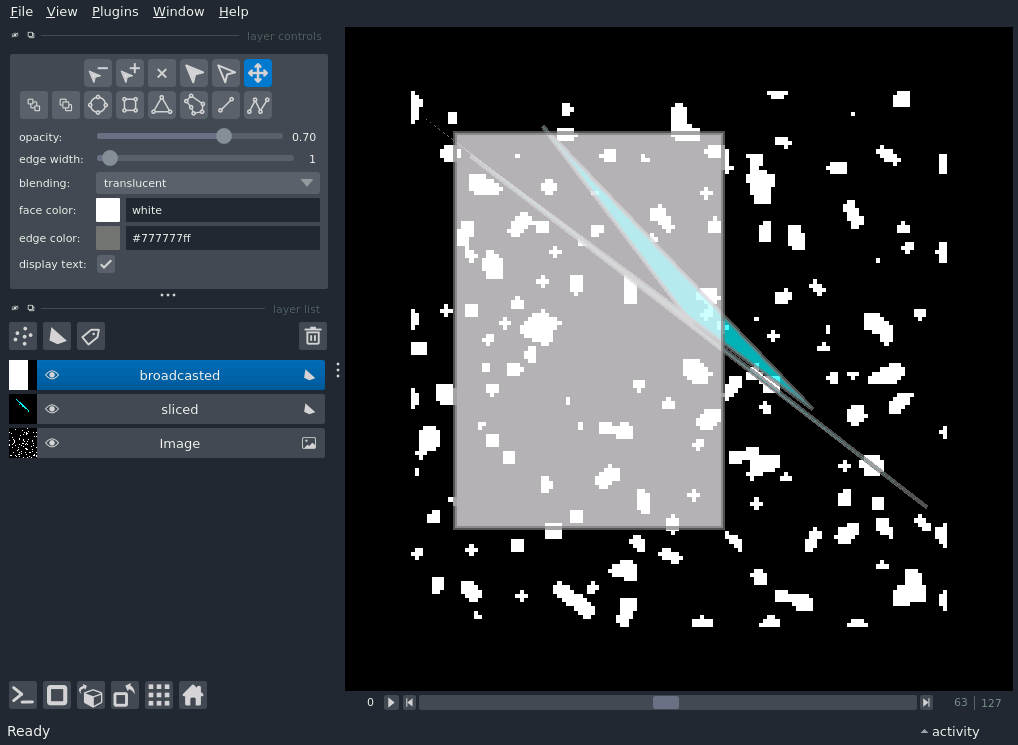 File View Plugins Window Help
layer controls
opacity: 0.70
edge width: 1
blending: translucent
face color: white
edge color: #777777ff
display text:
layer list
broadcasted
sliced
Image
0 63 | 127
Ready activity